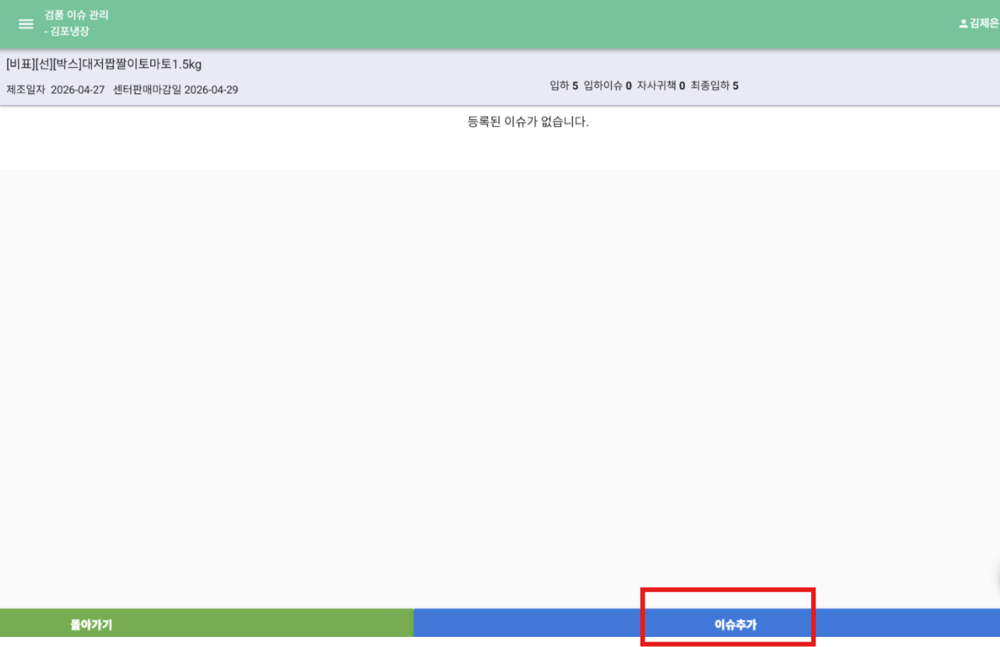 검품 이슈 관리
- 김포냉장
김제은
[비표][선][박스]대저짭짤이토마토1.5kg
제조일자 2026-04-27 센터판매마감일 2026-04-29
입하 5 입하이슈 0 자사귀책 0 최종입하 5
등록된 이슈가 없습니다.
돌아가기
이슈추가